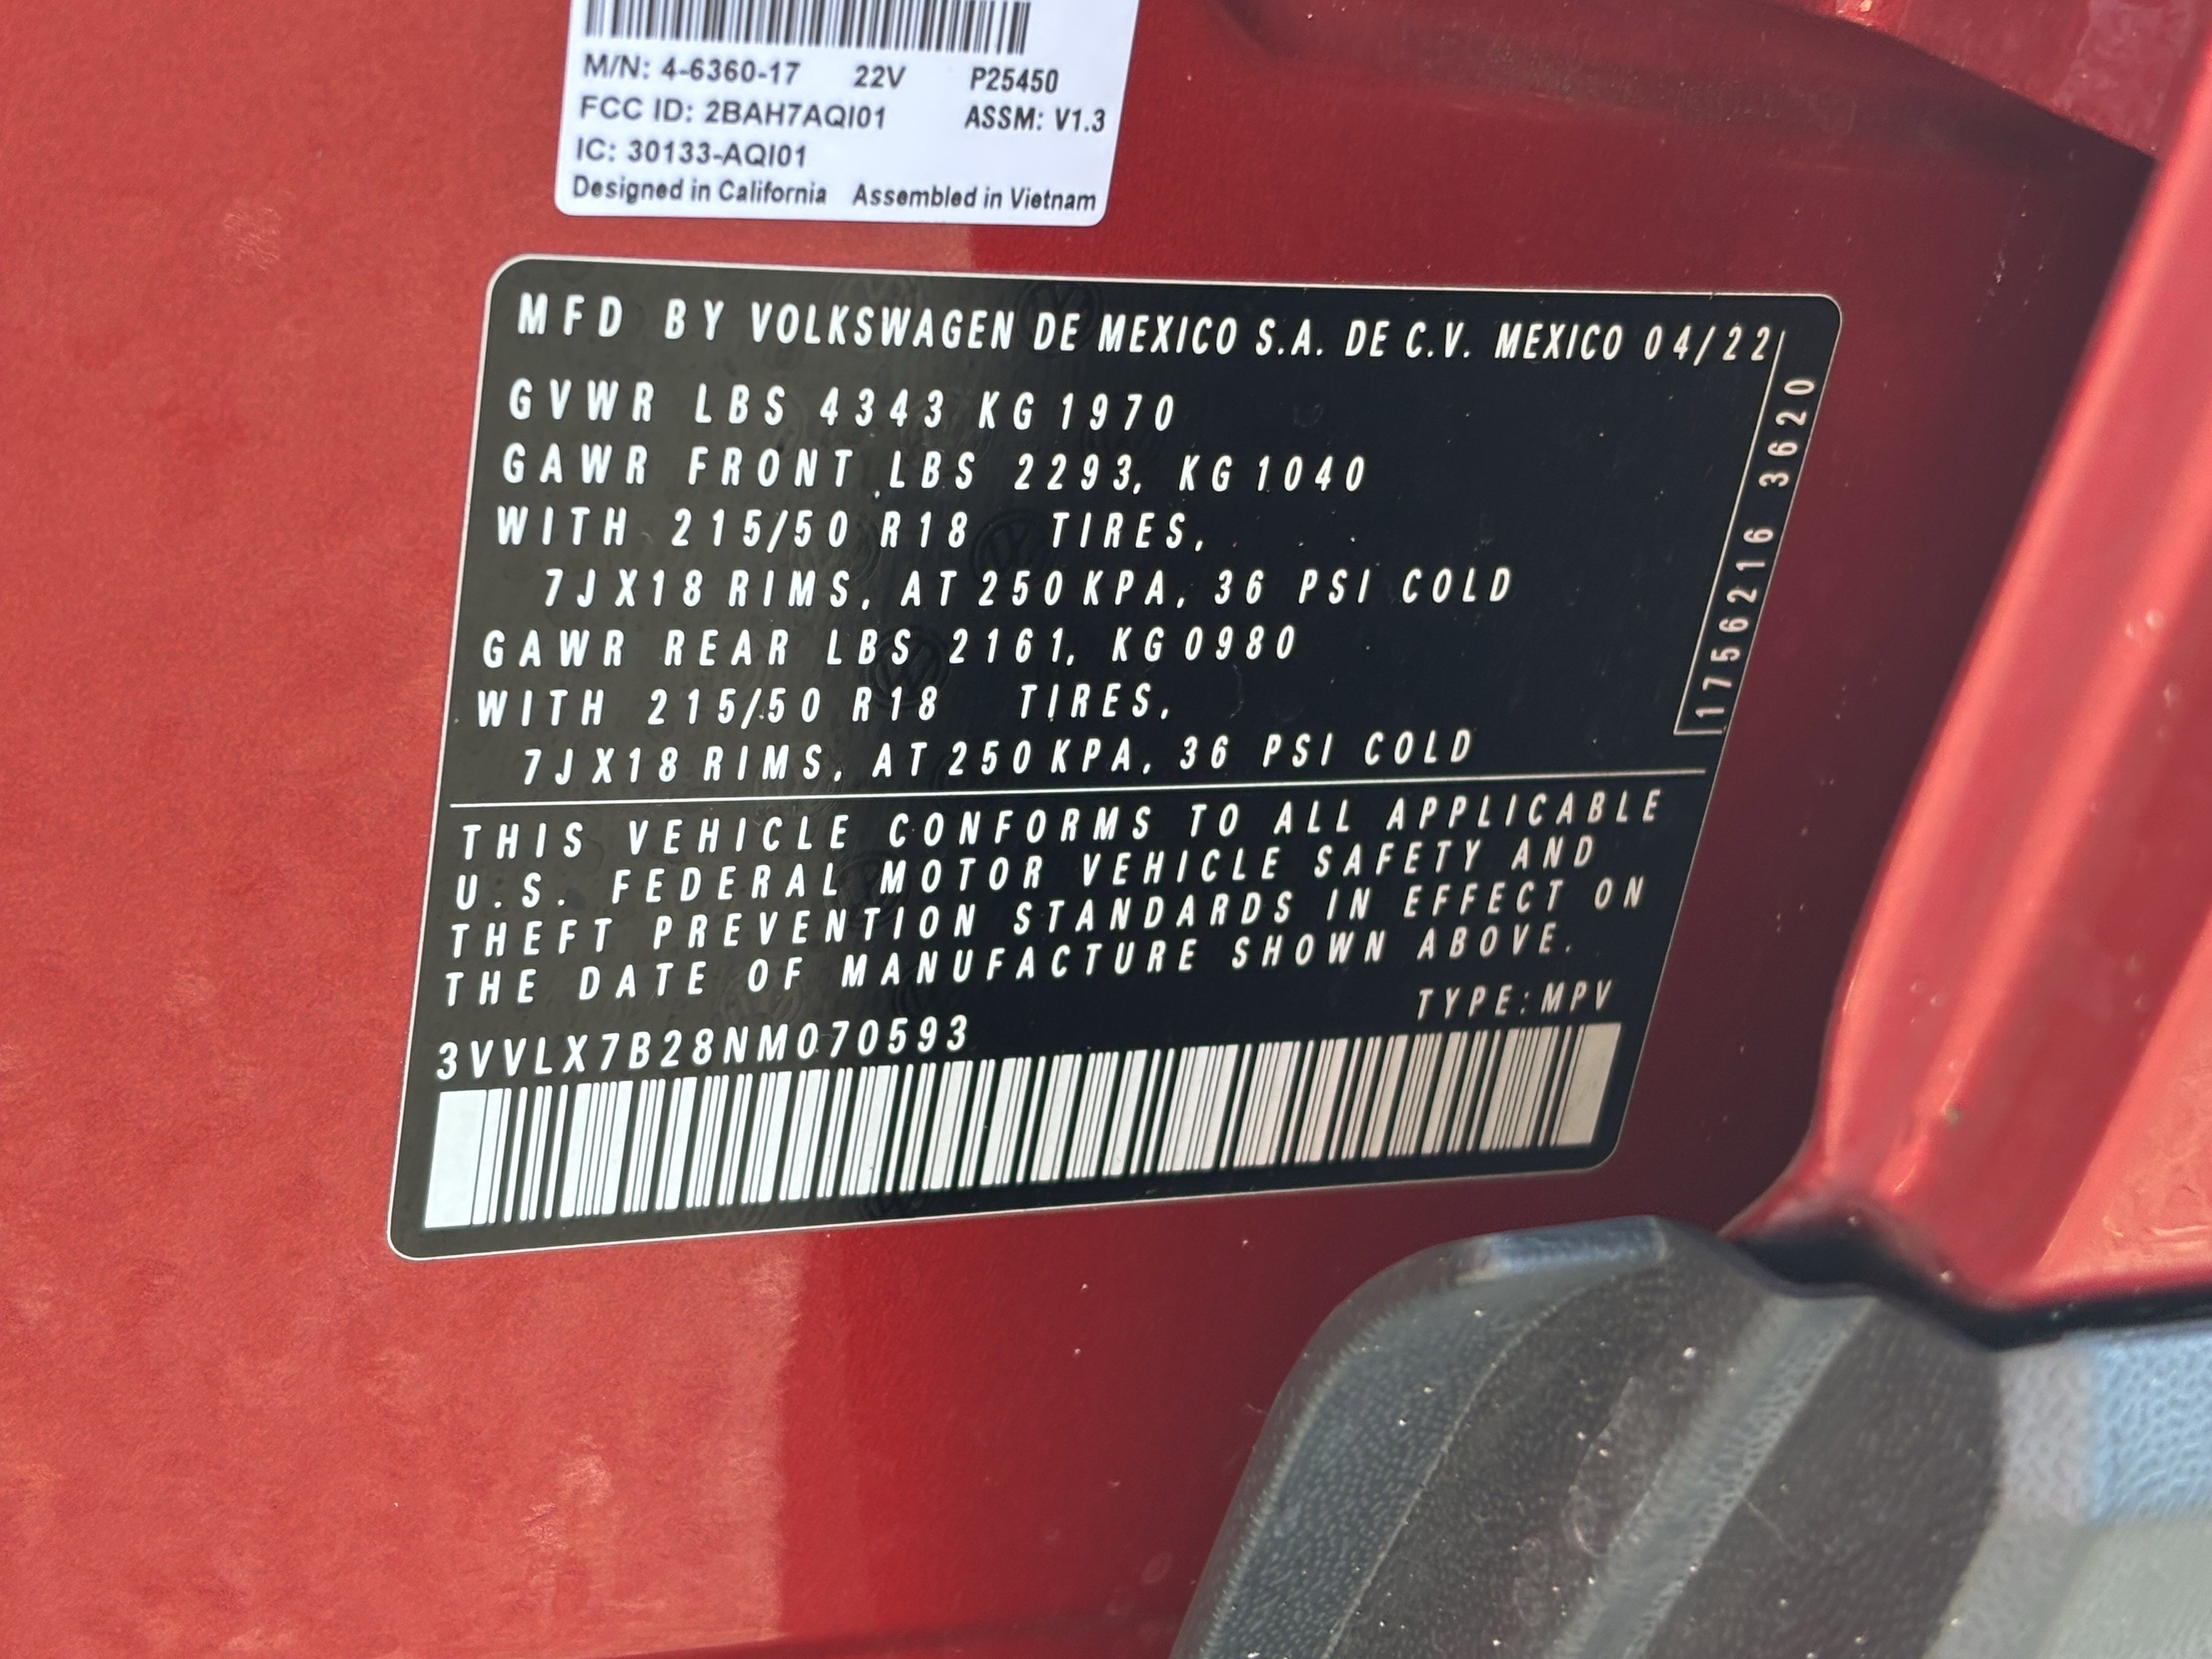 M/N: 4-6360-17 22V P25450
FCC ID: 2BAH7AQI01 ASSM: V1.3
IC: 30133-AQI01
Designed in California Assembled in Vietnam
MFD BY VOLKSWAGEN DE MEXICO S.A. DE C.V. MEXICO 04/22
GVWR LBS 4343 KG 1970
GAWR FRONT LBS 2293, KG 1040
WITH 215/50 R18 TIRES,
7JX18 RIMS, AT 250 KPA, 36 PSI COLD
GAWR REAR LBS 2161, KG 0980
WITH 215/50 R18 TIRES,
7JX18 RIMS, AT 250 KPA, 36 PSI COLD
1756216 3620
THIS VEHICLE CONFORMS TO ALL APPLICABLE
U.S. FEDERAL MOTOR VEHICLE SAFETY AND
THEFT PREVENTION STANDARDS IN EFFECT ON
THE DATE OF MANUFACTURE SHOWN ABOVE.
TYPE:MPV
3VVLX7B28NM070593